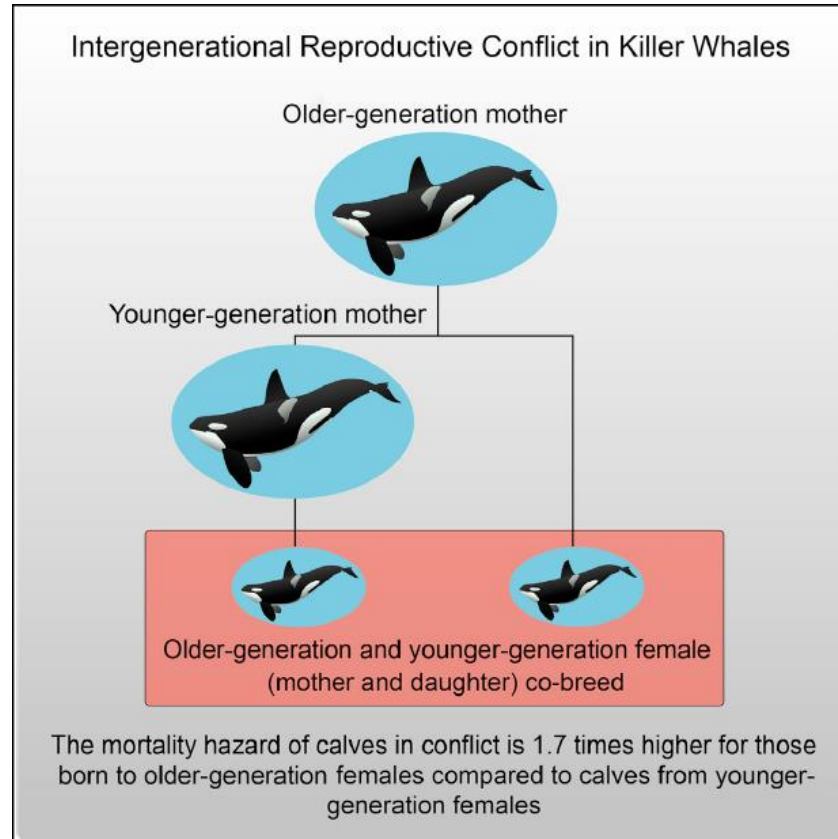 Intergenerational Reproductive Conflict in Killer Whales
Older-generation mother
Younger-generation mother
Older-generation and younger-generation female
(mother and daughter) co-breed
The mortality hazard of calves in conflict is 1.7 times higher for those
born to older-generation females compared to calves from younger-
generation females